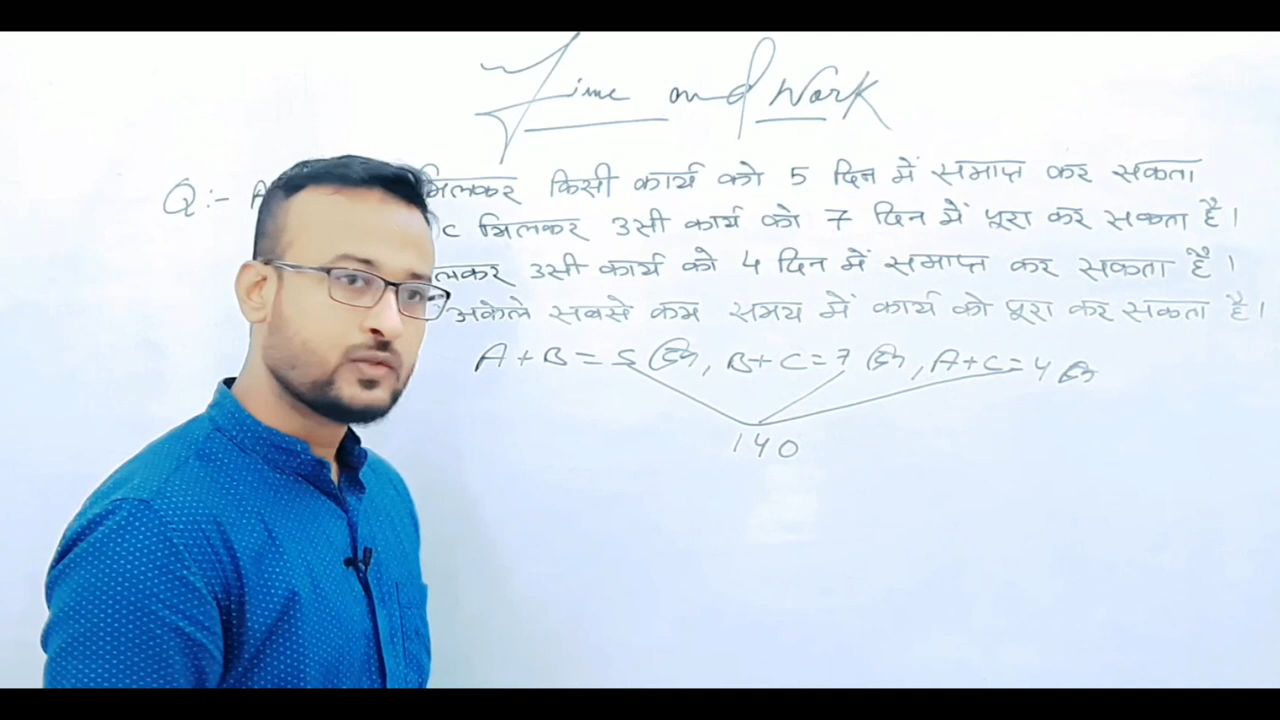 Time and Work
Q:- A मिलकर किसी कार्य को 5 दिन में समाप्त कर सकता
C मिलकर उसी कार्य को 7 दिन में पूरा कर सकता है।
लकर उसी कार्य को 4 दिन में समाप्त कर सकता है।
अकेले सबसे कम समय में कार्य को पूरा कर सकता है।
A+B=5 दिन, B+C=7 दिन, A+C=4 दिन
140